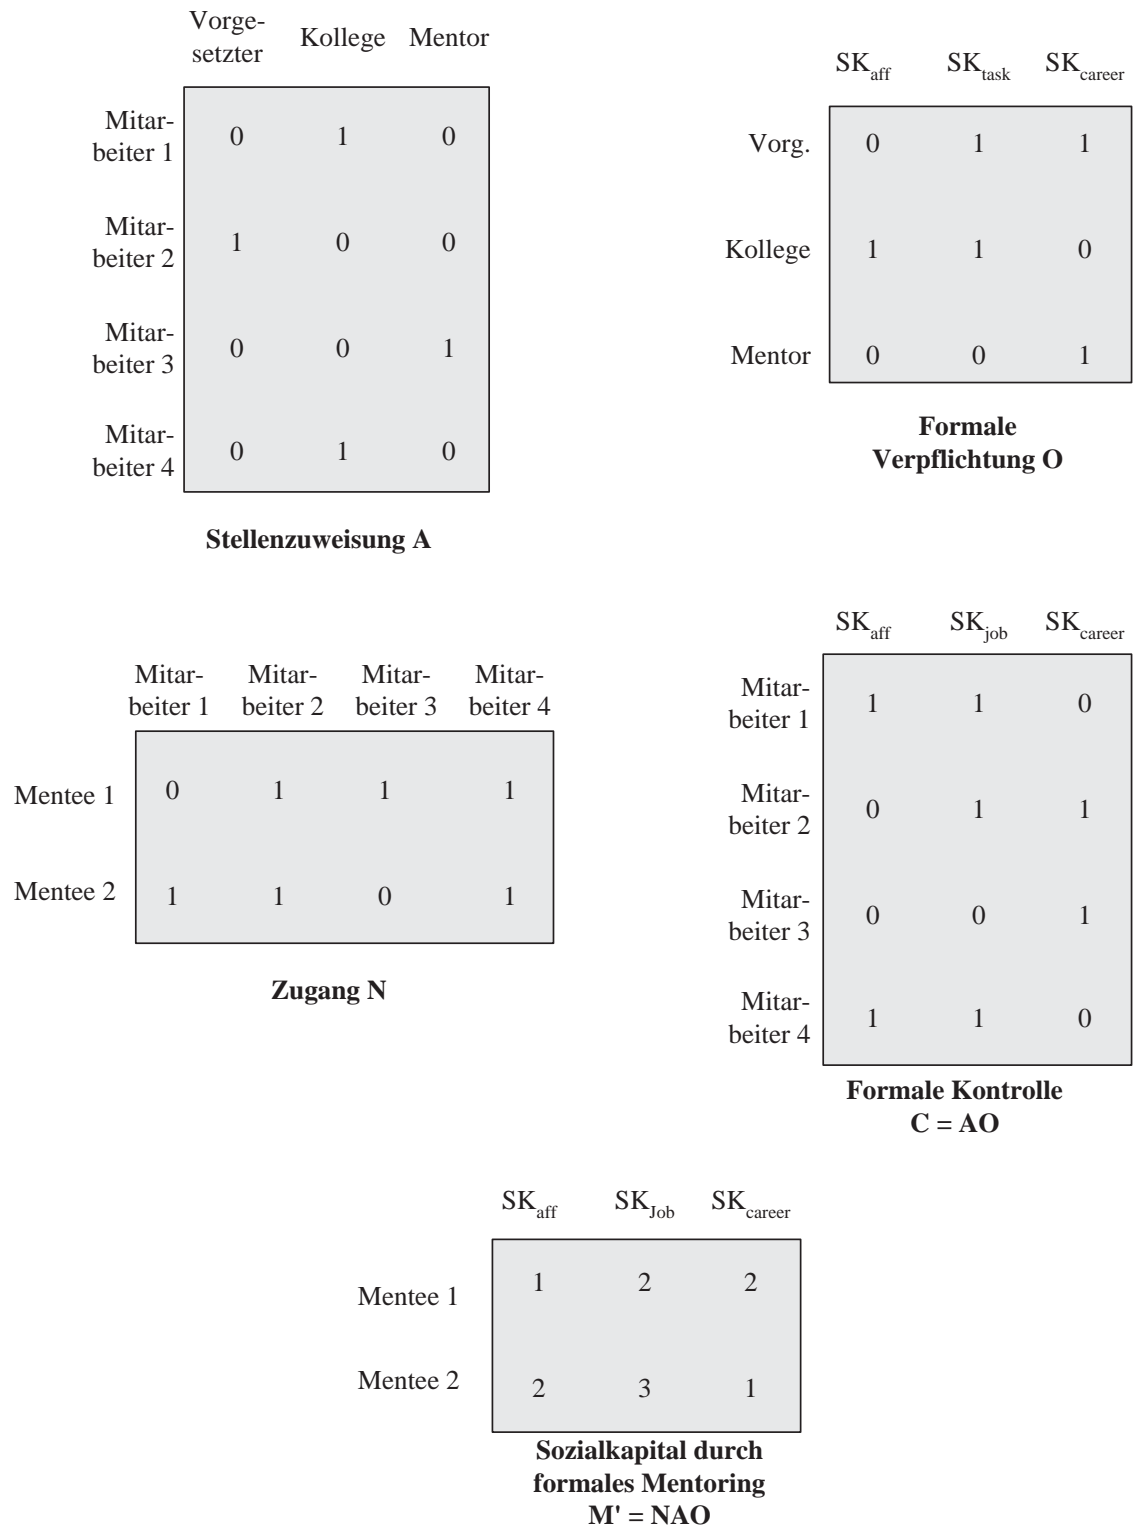 Vorge-
setzter
Kollege
Mentor
Mitar-
beiter 1
0 1 0
Mitar-
beiter 2
1 0 0
Mitar-
beiter 3
0 0 1
Mitar-
beiter 4
0 1 0
Stellenzuweisung A
SKaff SKtask SKcareer
Vorg. 0 1 1
Kollege 1 1 0
Mentor 0 0 1
Formale
Verpflichtung O
Mitar-
beiter 1
Mitar-
beiter 2
Mitar-
beiter 3
Mitar-
beiter 4
Mentee 1 0 1 1 1
Mentee 2 1 1 0 1
Zugang N
SKaff SKjob SKcareer
Mitar-
beiter 1
1 1 0
Mitar-
beiter 2
0 1 1
Mitar-
beiter 3
0 0 1
Mitar-
beiter 4
1 1 0
Formale Kontrolle
C = AO
SKaff SKJob SKcareer
Mentee 1 1 2 2
Mentee 2 2 3 1
Sozialkapital durch
formales Mentoring
M' = NAO